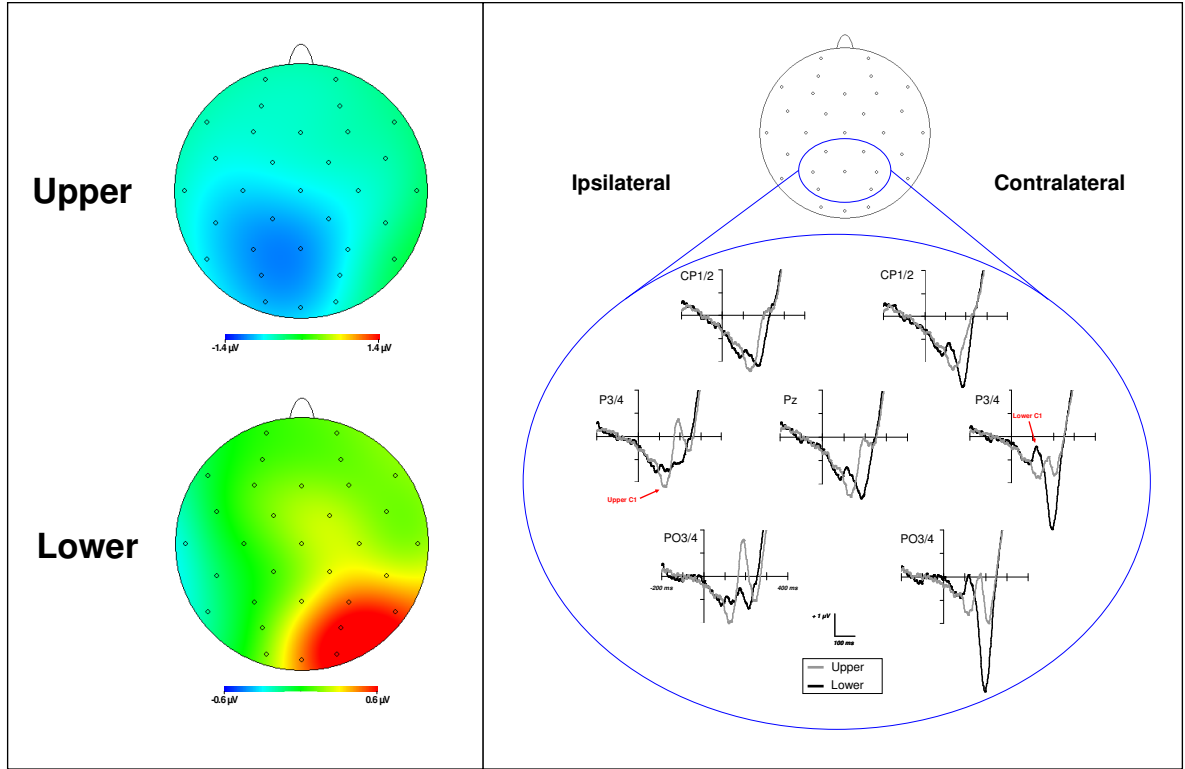 Upper
-1.4 µV 1.4 µV
Lower
-0.6 µV 0.6 µV
Ipsilateral Contralateral
CP1/2 CP1/2
P3/4 Pz P3/4
Lower C1
Upper C1
PO3/4 PO3/4
-200 ms 400 ms
+ 1 µV
100 ms
Upper
Lower